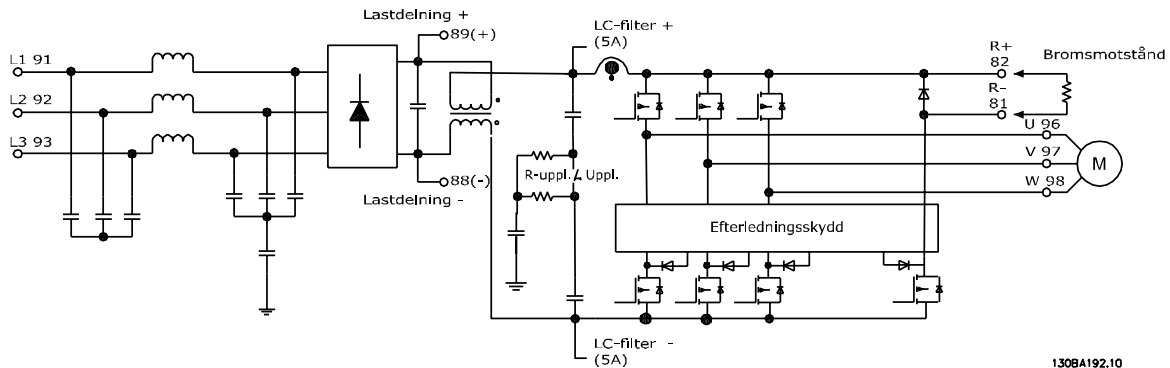 Lastdelning +
89(+)
LC-filter +
(5A)
R+
82
Bromsmotstånd
L1 91
L2 92
R-
81
U 96
L3 93
V 97
M
R-uppl.
Uppl.
88(-)
W 98
Lastdelning -
Efterledningsskydd
LC-filter -
(5A)
130BA192.10